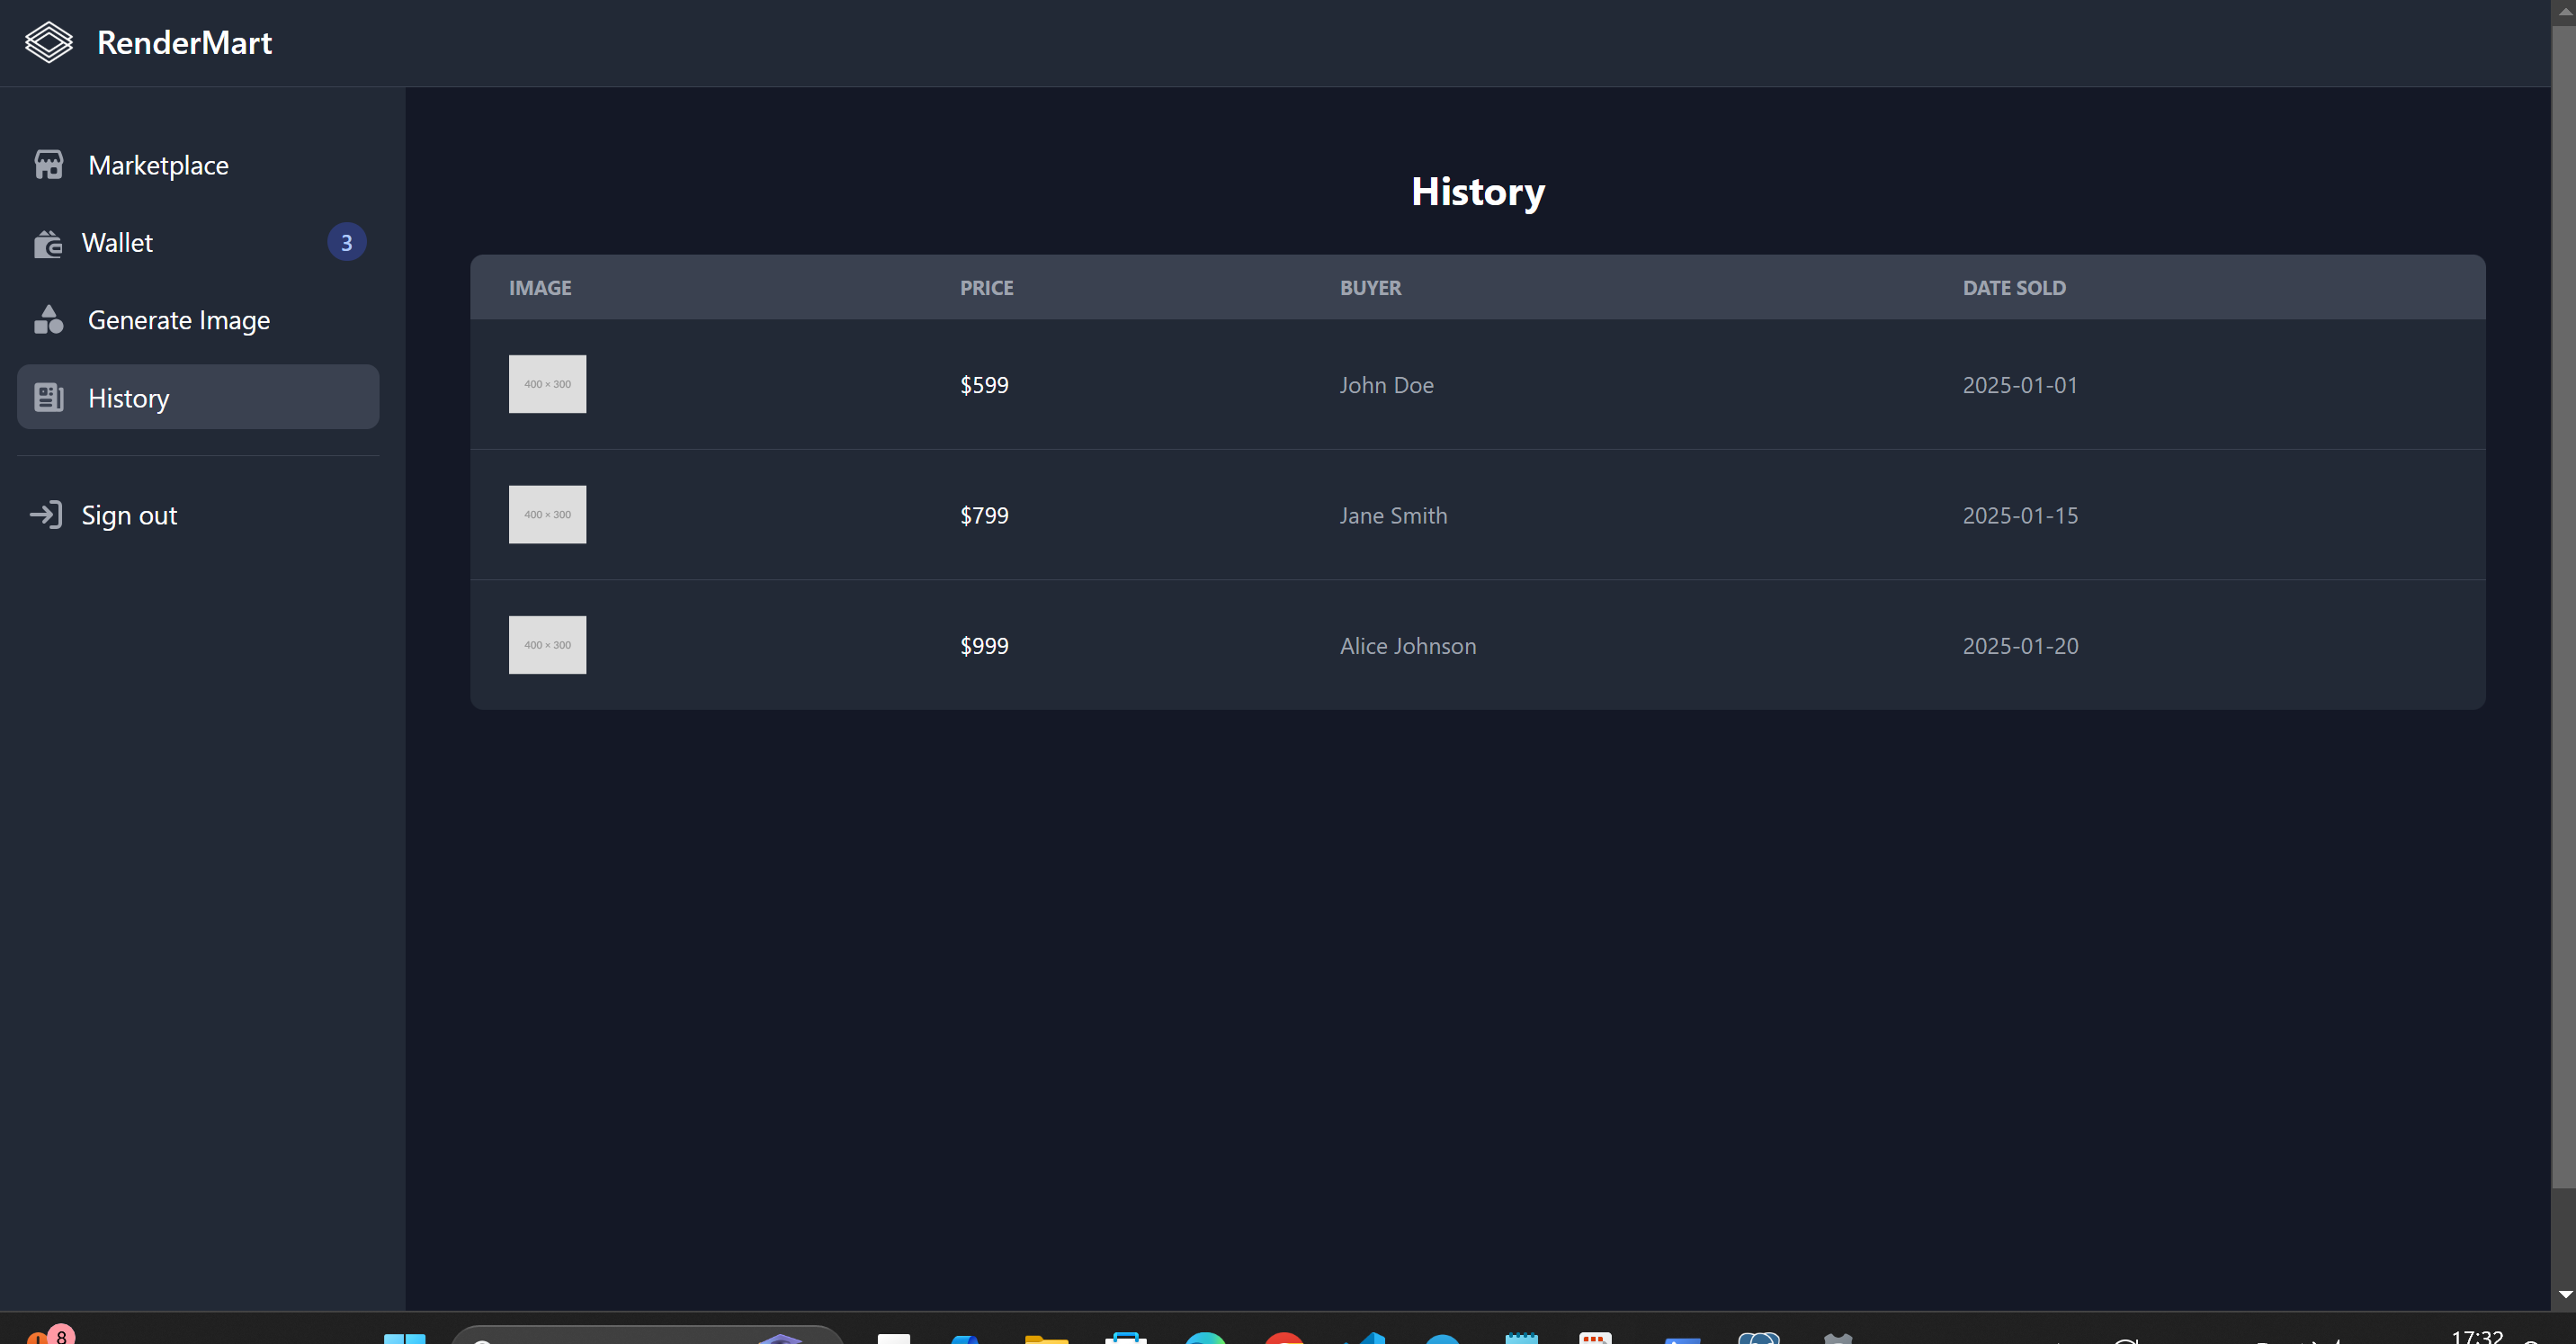 RenderMart
Marketplace
Wallet 3
Generate Image
History
Sign out
History
IMAGE PRICE BUYER DATE SOLD
400 × 300 $599 John Doe 2025-01-01
400 × 300 $799 Jane Smith 2025-01-15
400 × 300 $999 Alice Johnson 2025-01-20
8
17:32